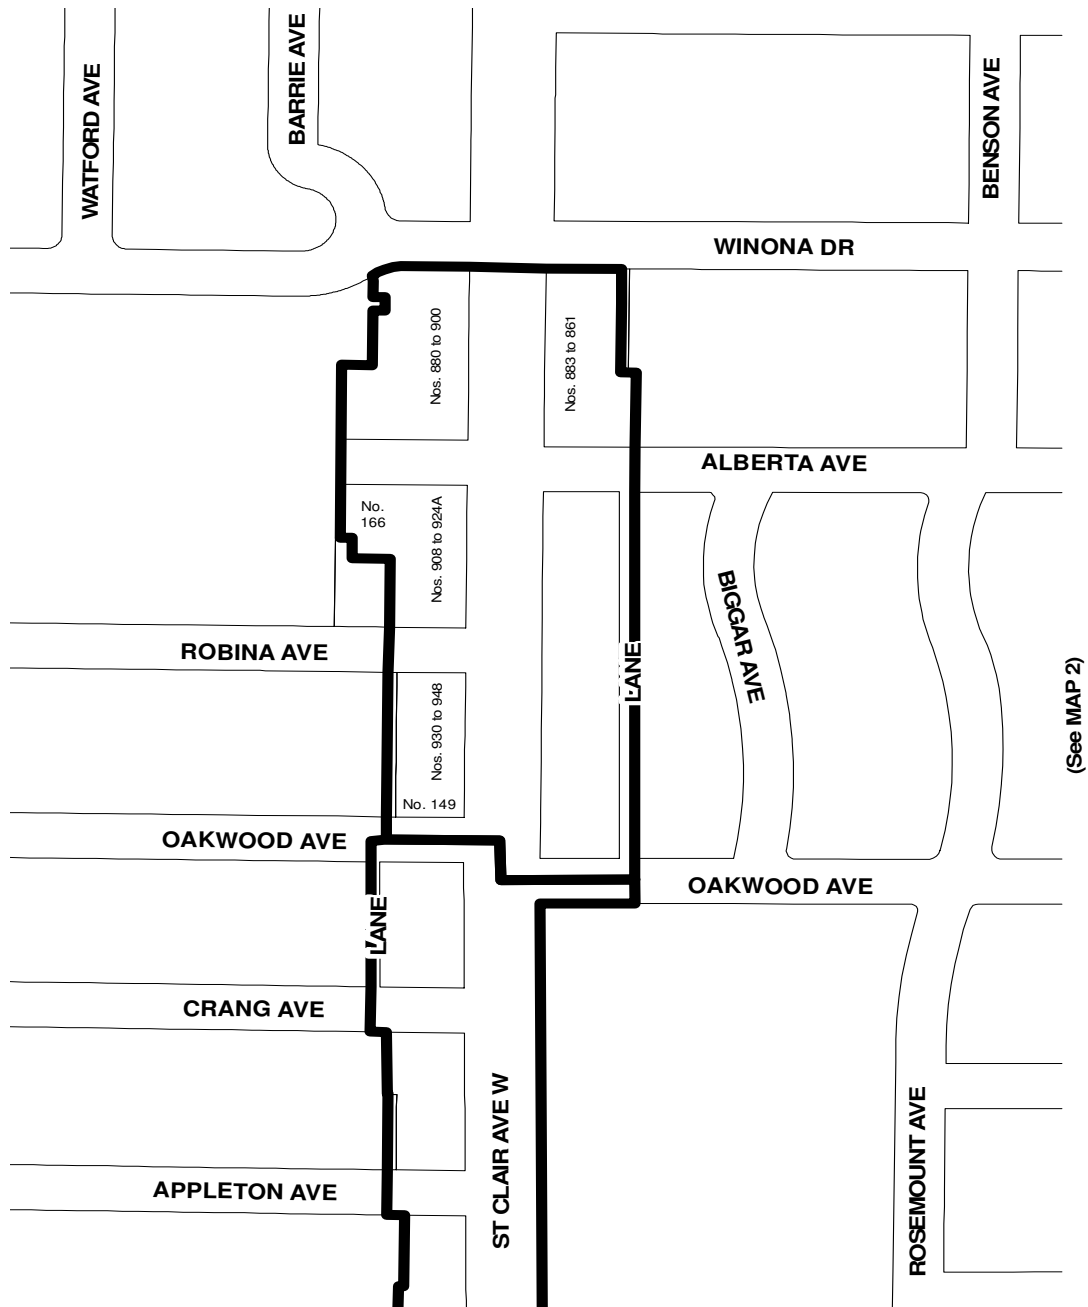 WATFORD AVE
BARRIE AVE
BENSON AVE
WINONA DR
Nos. 880 to 900
Nos. 883 to 861
ALBERTA AVE
No.
166
Nos. 908 to 924A
BIGGAR AVE
ROBINA AVE
LANE
(See MAP 2)
Nos. 930 to 948
No. 149
OAKWOOD AVE
OAKWOOD AVE
LANE
CRANG AVE
ST CLAIR AVE W
ROSEMOUNT AVE
APPLETON AVE